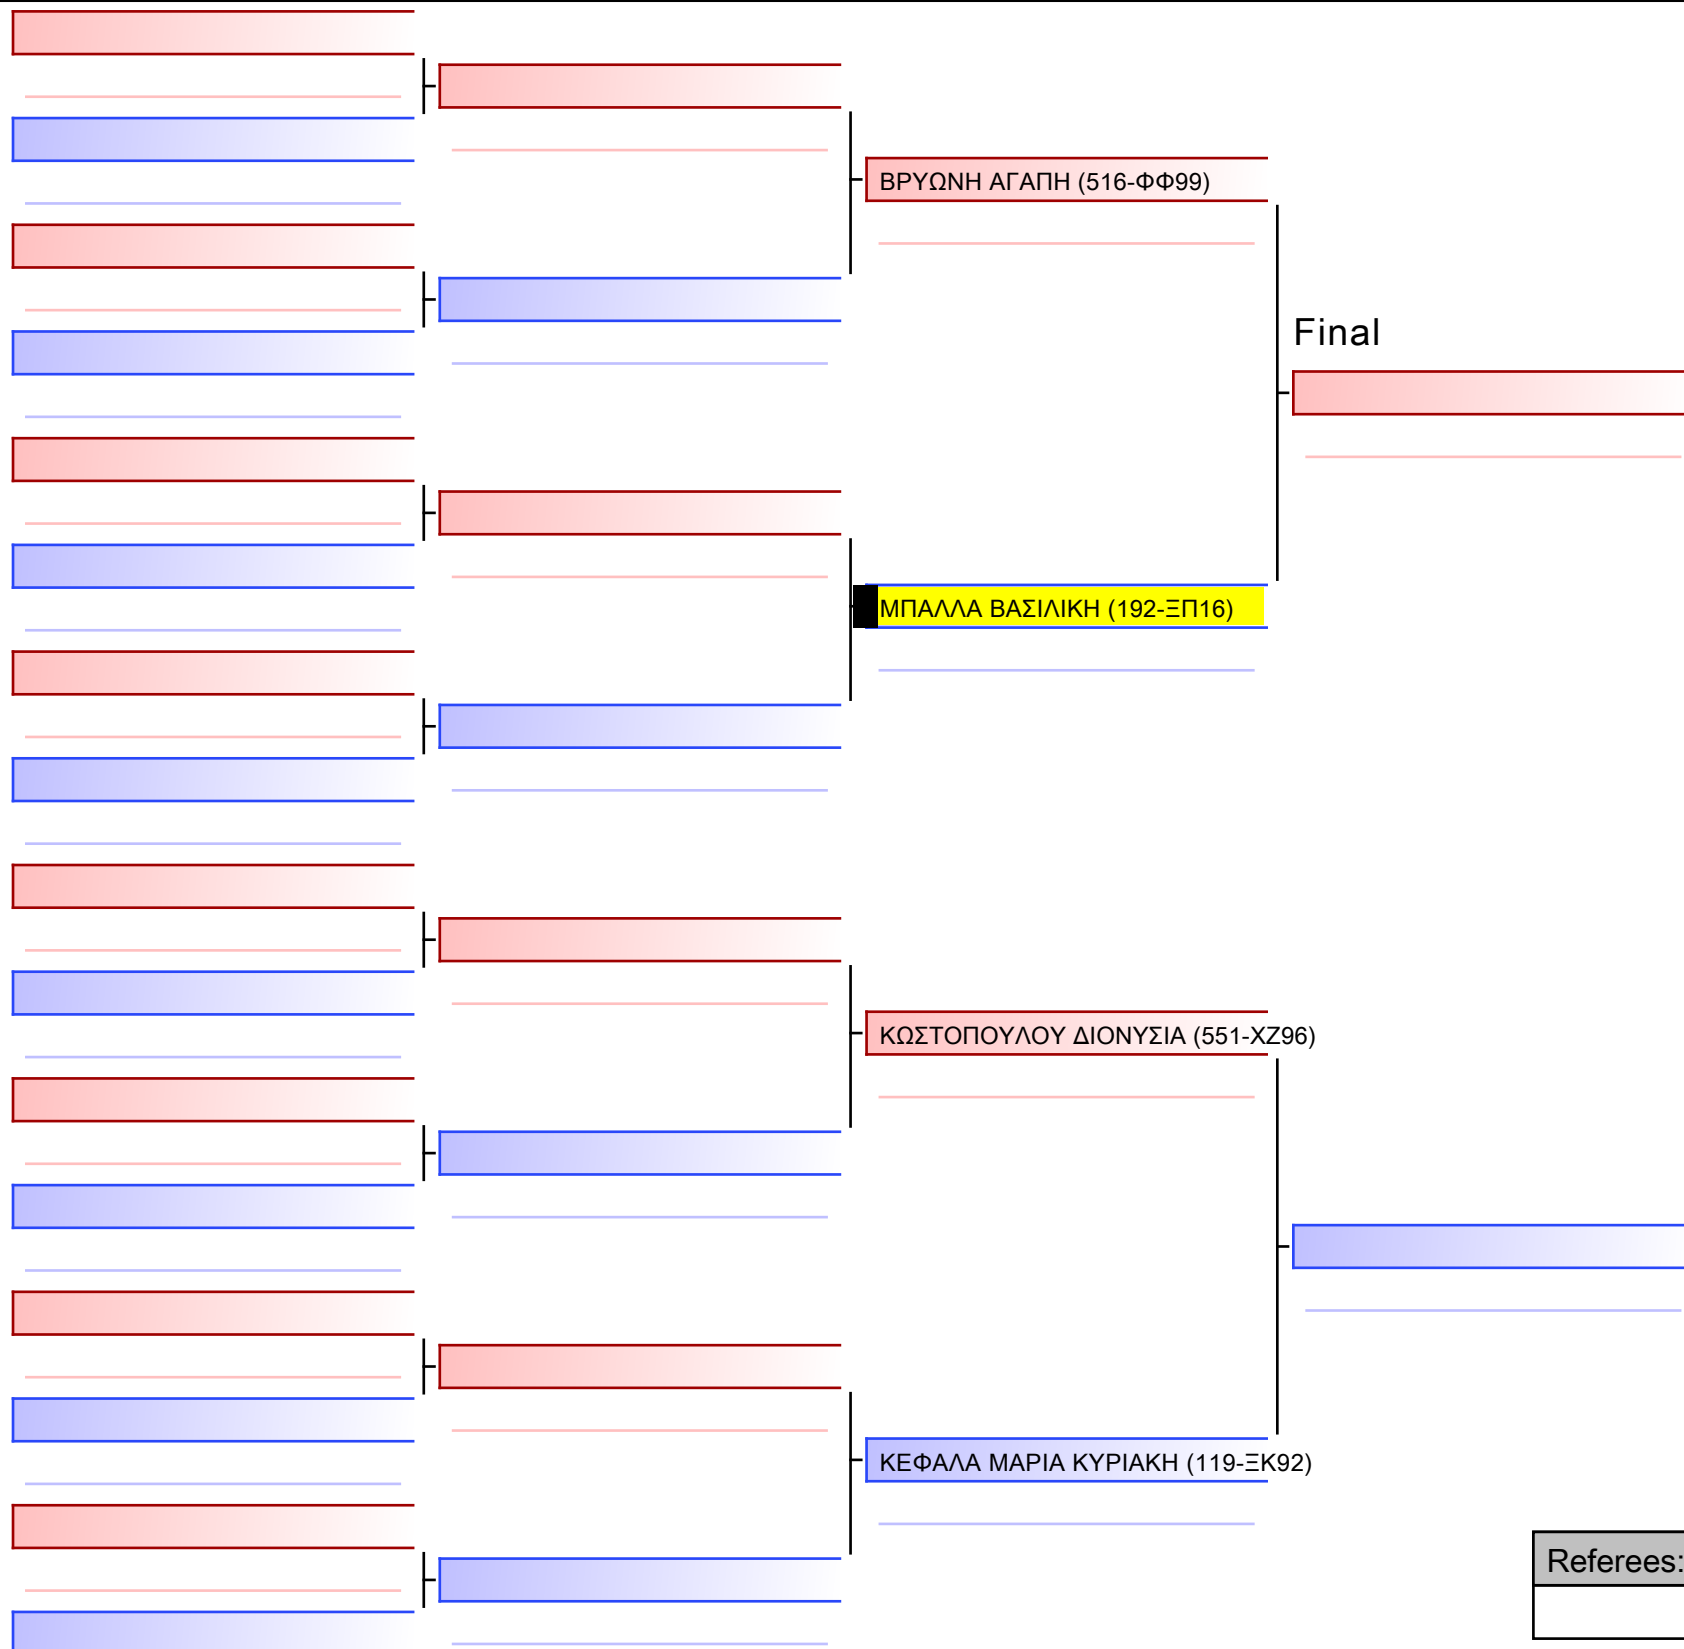 ΒΡΥΩΝΗ ΑΓΑΠΗ (516-ΦΦ99)
Final
ΜΠΑΛΛΑ ΒΑΣΙΛΙΚΗ (192-ΞΠ16)
ΚΩΣΤΟΠΟΥΛΟΥ ΔΙΟΝΥΣΙΑ (551-ΧΖ96)
ΚΕΦΑΛΑ ΜΑΡΙΑ ΚΥΡΙΑΚΗ (119-ΞΚ92)
Referees: